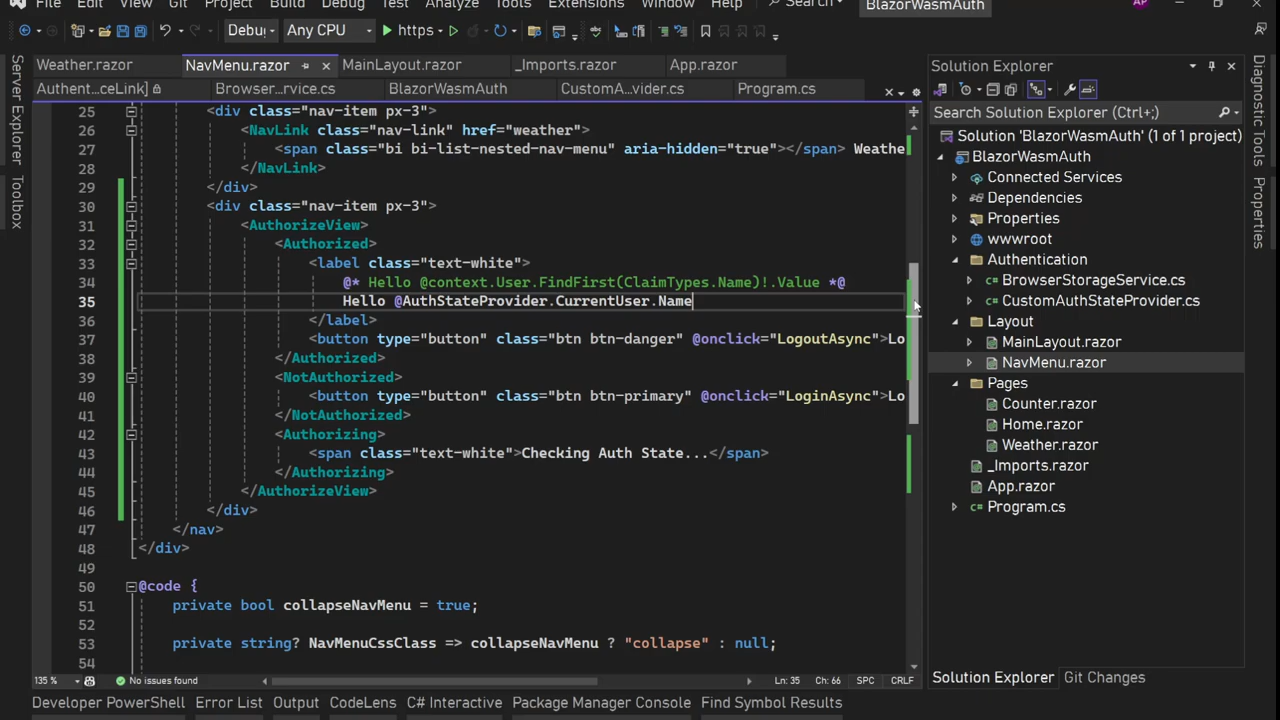 File Edit View Git Project Build Debug Test Analyze Tools Extensions Window Help Search BlazorWasmAuth AP
Debug Any CPU https
Weather.razor NavMenu.razor MainLayout.razor _Imports.razor App.razor
Authent...ceLink] Browser...rvice.cs BlazorWasmAuth CustomA...vider.cs Program.cs
Server Explorer
Toolbox
25 <div class="nav-item px-3">
26 <NavLink class="nav-link" href="weather">
27 <span class="bi bi-list-nested-nav-menu" aria-hidden="true"></span> Weathe
28 </NavLink>
29 </div>
30 <div class="nav-item px-3">
31 <AuthorizeView>
32 <Authorized>
33 <label class="text-white">
34 @* Hello @context.User.FindFirst(ClaimTypes.Name)!.Value *@
35 Hello @AuthStateProvider.CurrentUser.Name
36 </label>
37 <button type="button" class="btn btn-danger" @onclick="LogoutAsync">Lo
38 </Authorized>
39 <NotAuthorized>
40 <button type="button" class="btn btn-primary" @onclick="LoginAsync">Lo
41 </NotAuthorized>
42 <Authorizing>
43 <span class="text-white">Checking Auth State...</span>
44 </Authorizing>
45 </AuthorizeView>
46 </div>
47 </nav>
48 </div>
49
50 @code {
51 private bool collapseNavMenu = true;
52
53 private string? NavMenuCssClass => collapseNavMenu ? "collapse" : null;
54
135 % No issues found Ln: 35 Ch: 66 SPC CRLF
Developer PowerShell Error List Output CodeLens C# Interactive Package Manager Console Find Symbol Results
Solution Explorer
Search Solution Explorer (Ctrl+;)
Solution 'BlazorWasmAuth' (1 of 1 project)
BlazorWasmAuth
Connected Services
Dependencies
Properties
wwwroot
Authentication
BrowserStorageService.cs
CustomAuthStateProvider.cs
Layout
MainLayout.razor
NavMenu.razor
Pages
Counter.razor
Home.razor
Weather.razor
_Imports.razor
App.razor
Program.cs
Solution Explorer Git Changes
Diagnostic Tools
Properties